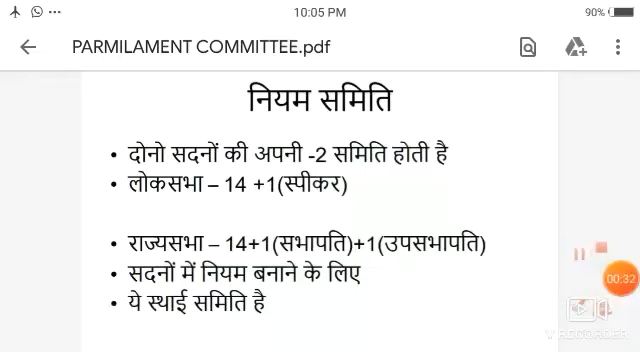 10:05 PM
90%
PARMILAMENT COMMITTEE.pdf
नियम समिति
• दोनो सदनों की अपनी -2 समिति होती है
• लोकसभा – 14 +1(स्पीकर)
• राज्यसभा – 14+1(सभापति)+1(उपसभापति)
• सदनों में नियम बनाने के लिए
• ये स्थाई समिति है
00:32
V RECORDER